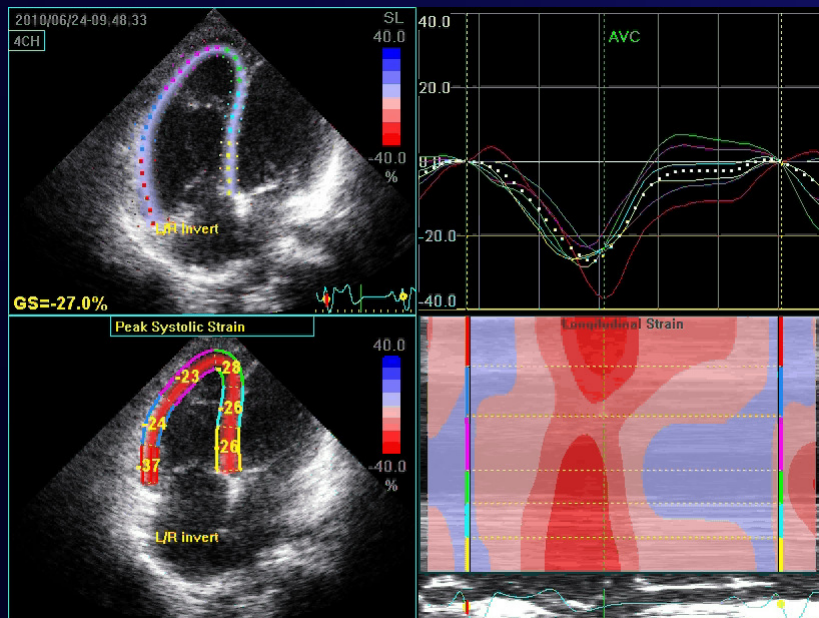 2010/06/24-09:48:33
SL
4CH
40.0
-40.0
%
L/R invert
GS=-27.0%
40.0
AVC
20.0
-20.0
-40.0
Peak Systolic Strain
40.0
-23
-28
-24
-26
-37
-26
-40.0
%
L/R invert
Longitudinal Strain